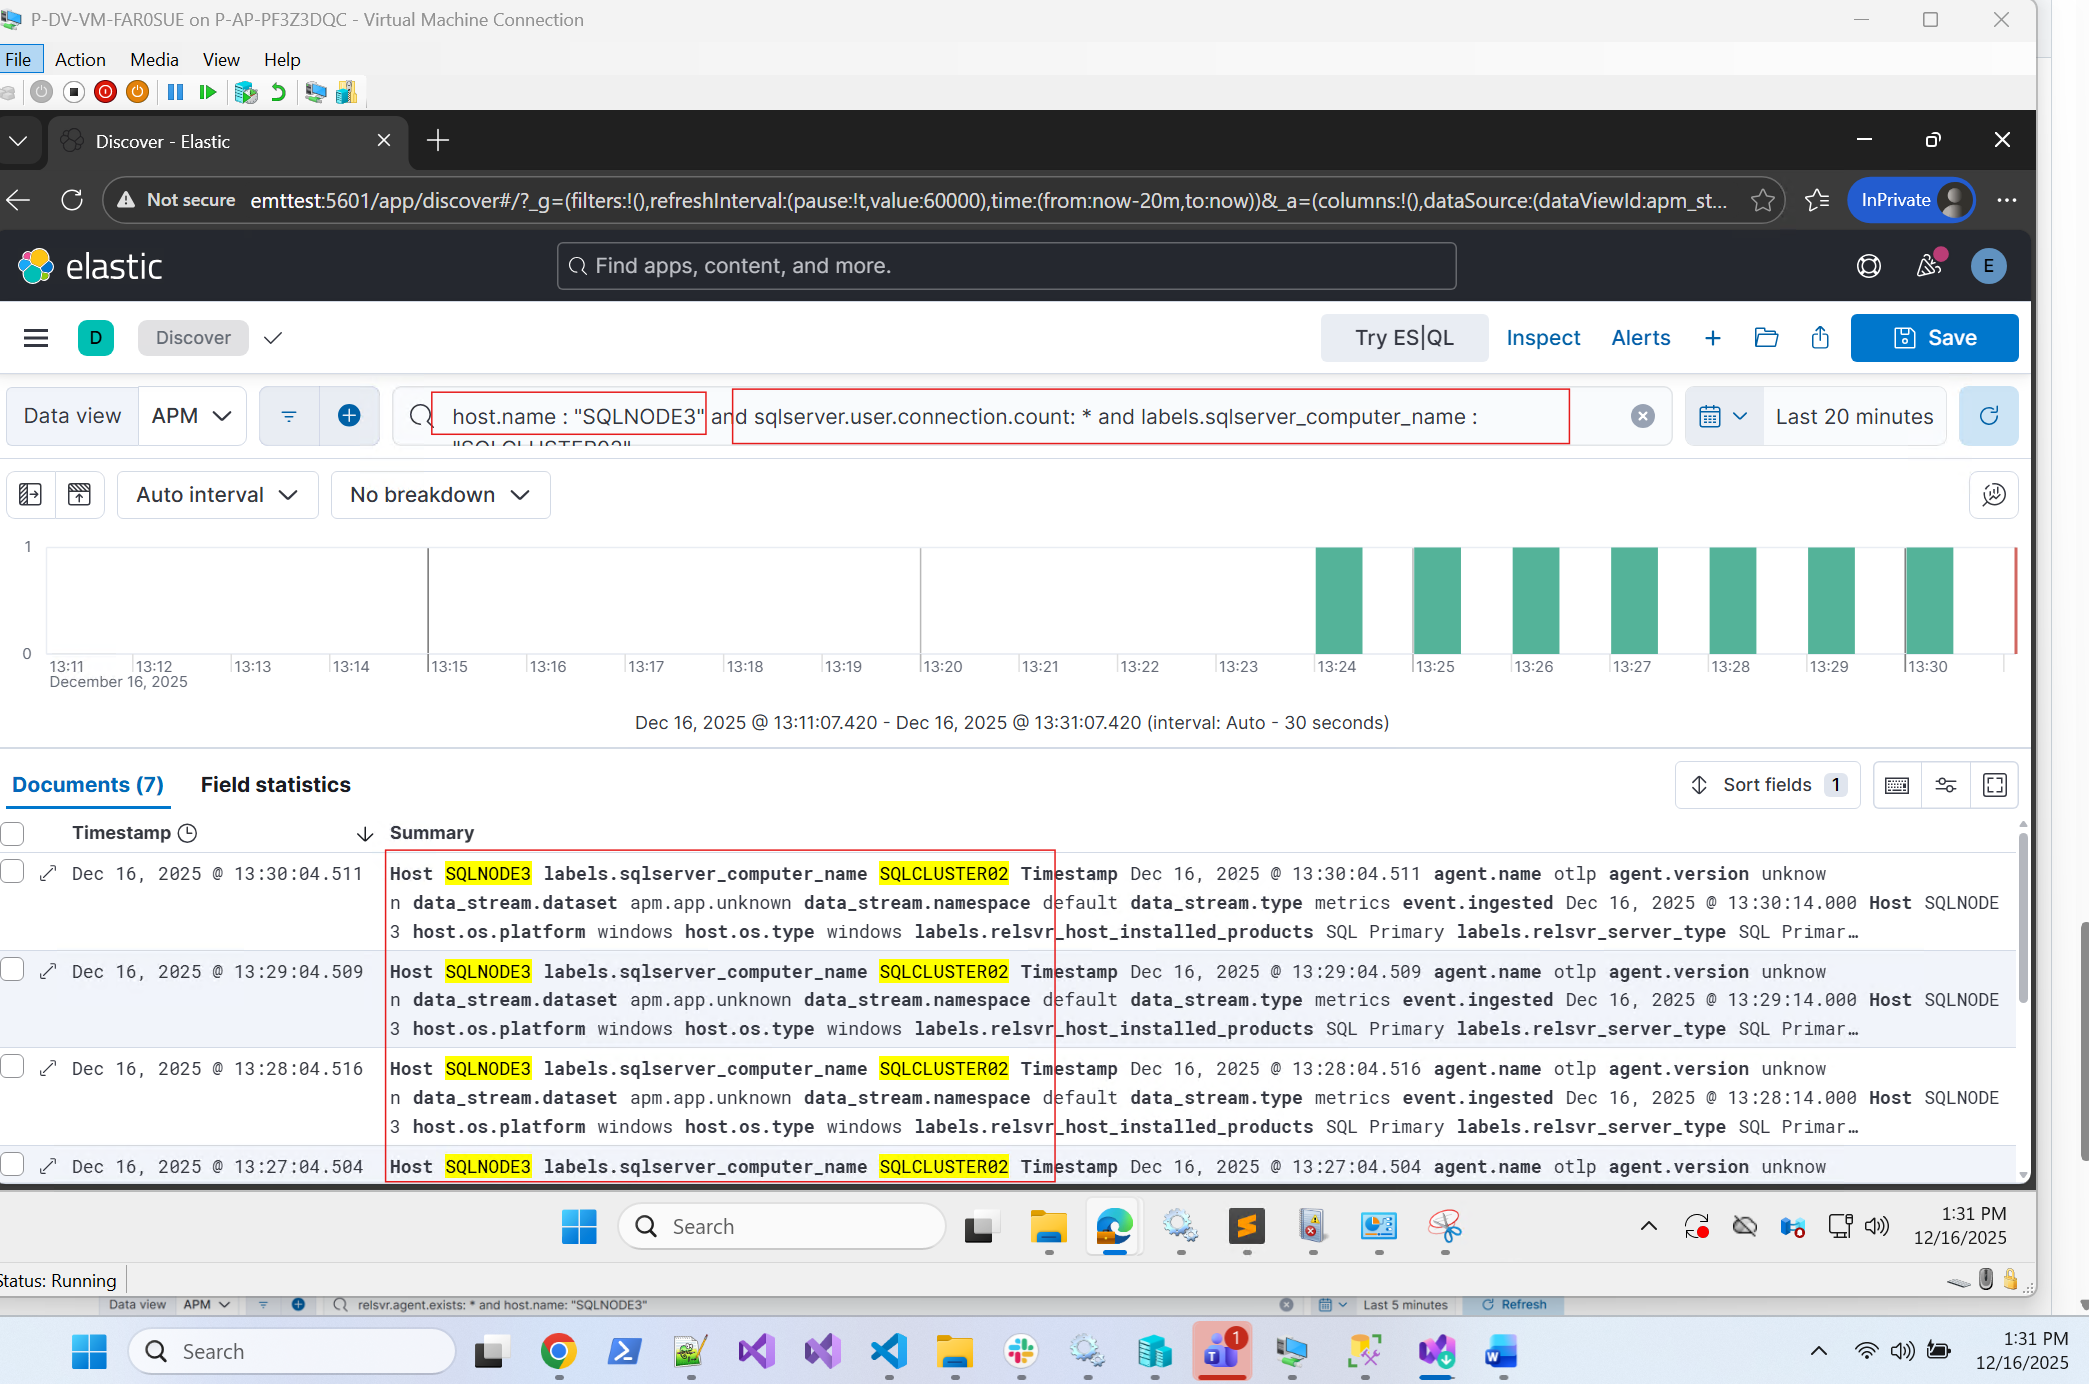 P-DV-VM-FAR0SUE on P-AP-PF3Z3DQC - Virtual Machine Connection
File Action Media View Help
Discover - Elastic
Not secure emttest:5601/app/discover#/?_g=(filters:!(),refreshInterval:(pause:!t,value:60000),time:(from:now-20m,to:now))&_a=(columns:!(),dataSource:(dataViewId:apm_st... InPrivate
elastic Find apps, content, and more. E
D Discover Try ES|QL Inspect Alerts Save
Data view APM host.name : "SQLNODE3" and sqlserver.user.connection.count: * and labels.sqlserver_computer_name : Last 20 minutes
"SQLCLUSTER02"
Auto interval No breakdown
1
0
13:11 13:12 13:13 13:14 13:15 13:16 13:17 13:18 13:19 13:20 13:21 13:22 13:23 13:24 13:25 13:26 13:27 13:28 13:29 13:30
December 16, 2025
Dec 16, 2025 @ 13:11:07.420 - Dec 16, 2025 @ 13:31:07.420 (interval: Auto - 30 seconds)
Documents (7) Field statistics Sort fields 1
Timestamp Summary
Dec 16, 2025 @ 13:30:04.511 Host SQLNODE3 labels.sqlserver_computer_name SQLCLUSTER02 Timestamp Dec 16, 2025 @ 13:30:04.511 agent.name otlp agent.version unknow
n data_stream.dataset apm.app.unknown data_stream.namespace default data_stream.type metrics event.ingested Dec 16, 2025 @ 13:30:14.000 Host SQLNODE
3 host.os.platform windows host.os.type windows labels.relsvr_host_installed_products SQL Primary labels.relsvr_server_type SQL Primar...
Dec 16, 2025 @ 13:29:04.509 Host SQLNODE3 labels.sqlserver_computer_name SQLCLUSTER02 Timestamp Dec 16, 2025 @ 13:29:04.509 agent.name otlp agent.version unknow
n data_stream.dataset apm.app.unknown data_stream.namespace default data_stream.type metrics event.ingested Dec 16, 2025 @ 13:29:14.000 Host SQLNODE
3 host.os.platform windows host.os.type windows labels.relsvr_host_installed_products SQL Primary labels.relsvr_server_type SQL Primar...
Dec 16, 2025 @ 13:28:04.516 Host SQLNODE3 labels.sqlserver_computer_name SQLCLUSTER02 Timestamp Dec 16, 2025 @ 13:28:04.516 agent.name otlp agent.version unknow
n data_stream.dataset apm.app.unknown data_stream.namespace default data_stream.type metrics event.ingested Dec 16, 2025 @ 13:28:14.000 Host SQLNODE
3 host.os.platform windows host.os.type windows labels.relsvr_host_installed_products SQL Primary labels.relsvr_server_type SQL Primar...
Dec 16, 2025 @ 13:27:04.504 Host SQLNODE3 labels.sqlserver_computer_name SQLCLUSTER02 Timestamp Dec 16, 2025 @ 13:27:04.504 agent.name otlp agent.version unknow
Search 1:31 PM
12/16/2025
Status: Running
Data view APM relsvr.agent.exists: * and host.name: "SQLNODE3" Last 5 minutes Refresh
Search 1 1:31 PM
12/16/2025